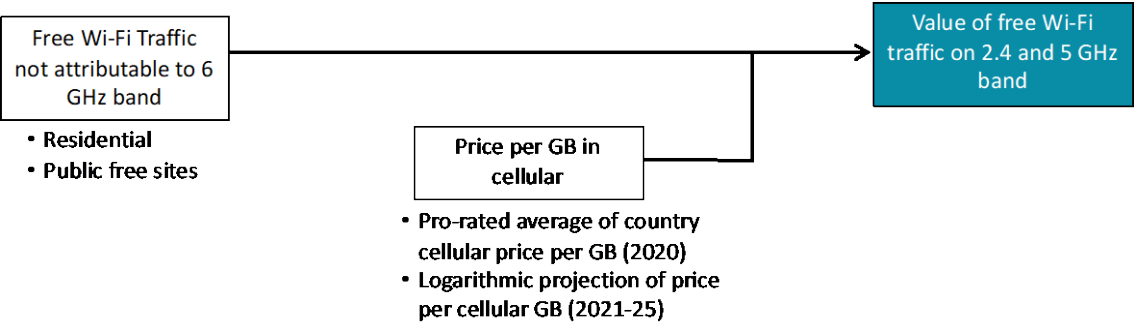 Free Wi-Fi Traffic
not attributable to 6
GHz band
• Residential
• Public free sites
Price per GB in
cellular
• Pro-rated average of country
cellular price per GB (2020)
• Logarithmic projection of price
per cellular GB (2021-25)
Value of free Wi-Fi
traffic on 2.4 and 5 GHz
band